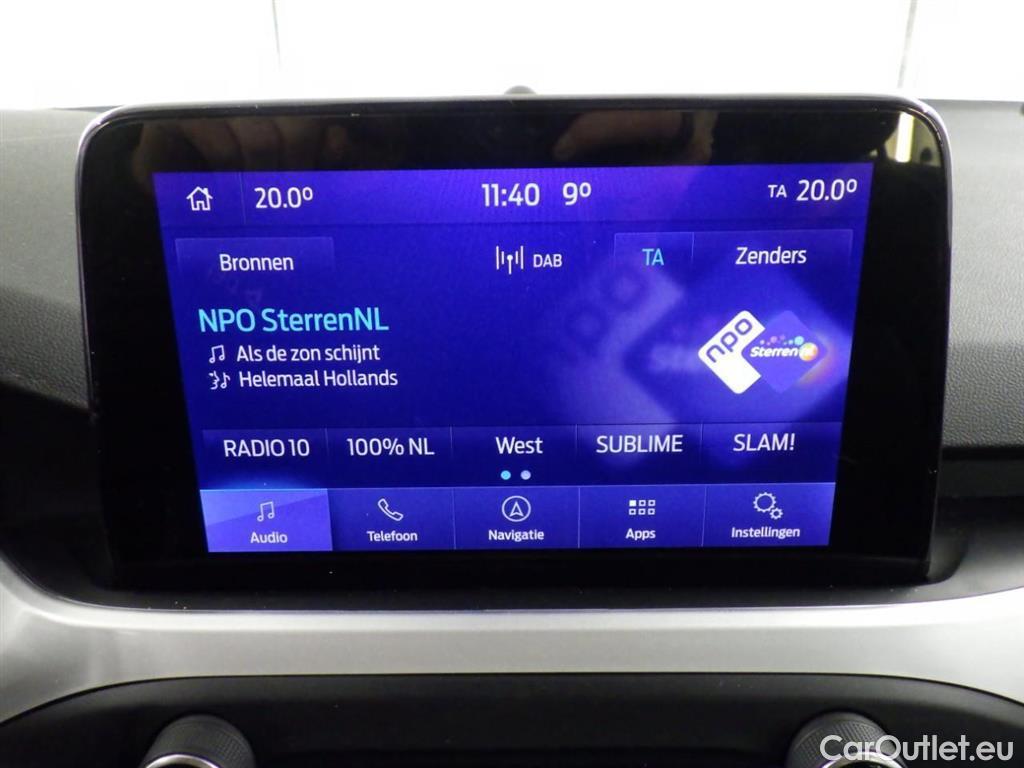 20.0º 11:40 9º TA 20.0º
Bronnen DAB TA Zenders
NPO SterrenNL
Als de zon schijnt
Helemaal Hollands
npo Sterren nl
RADIO 10 100% NL West SUBLIME SLAM!
Audio Telefoon Navigatie Apps Instellingen
CarOutlet.eu